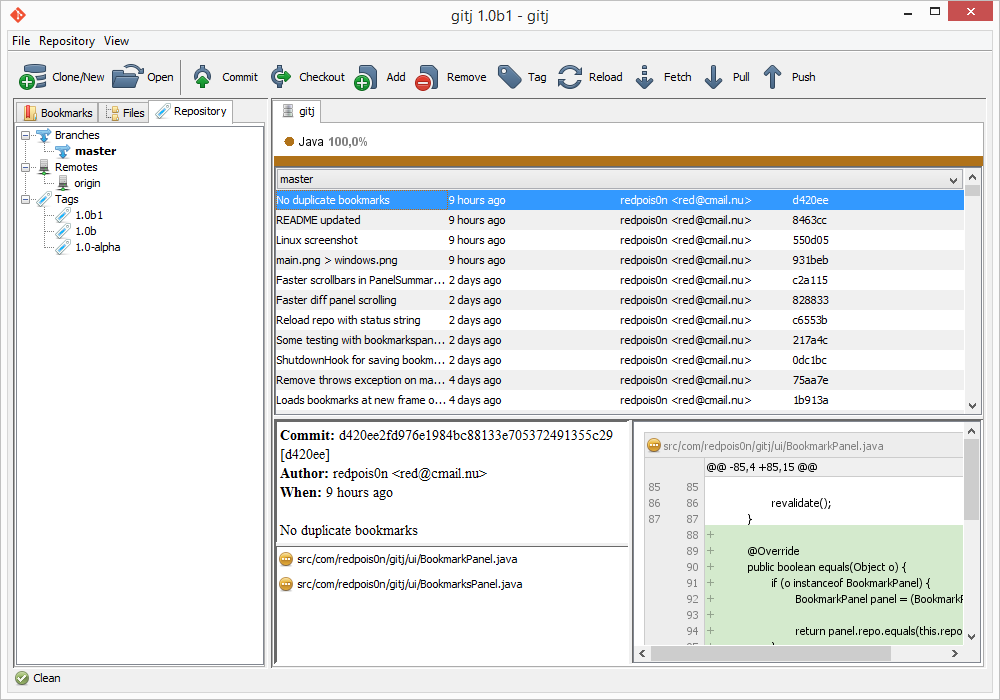 gitj 1.0b1 - gitj
File Repository View
Clone/New Open Commit Checkout Add Remove Tag Reload Fetch Pull Push
Bookmarks Files Repository
Branches
master
Remotes
origin
Tags
1.0b1
1.0b
1.0-alpha
gitj
Java 100,0%
master
No duplicate bookmarks 9 hours ago redpois0n <red@cmail.nu> d420ee
README updated 9 hours ago redpois0n <red@cmail.nu> 8463cc
Linux screenshot 9 hours ago redpois0n <red@cmail.nu> 550d05
main.png > windows.png 9 hours ago redpois0n <red@cmail.nu> 931beb
Faster scrollbars in PanelSummar... 2 days ago redpois0n <red@cmail.nu> c2a115
Faster diff panel scrolling 2 days ago redpois0n <red@cmail.nu> 828833
Reload repo with status string 2 days ago redpois0n <red@cmail.nu> c6553b
Some testing with bookmarkspan... 2 days ago redpois0n <red@cmail.nu> 217a4c
ShutdownHook for saving bookm... 2 days ago redpois0n <red@cmail.nu> 0dc1bc
Remove throws exception on ma... 4 days ago redpois0n <red@cmail.nu> 75aa7e
Loads bookmarks at new frame o... 4 days ago redpois0n <red@cmail.nu> 1b913a
Commit: d420ee2fd976e1984bc88133e705372491355c29
[d420ee]
Author: redpois0n <red@cmail.nu>
When: 9 hours ago
No duplicate bookmarks
src/com/redpois0n/gitj/ui/BookmarkPanel.java
src/com/redpois0n/gitj/ui/BookmarksPanel.java
src/com/redpois0n/gitj/ui/BookmarkPanel.java
@@ -85,4 +85,15 @@
85 85
86 86 revalidate();
87 87 }
88 +
89 + @Override
90 + public boolean equals(Object o) {
91 + if (o instanceof BookmarkPanel) {
92 + BookmarkPanel panel = (Bookmark
93 +
94 + return panel.repo.equals(this.repo
Clean